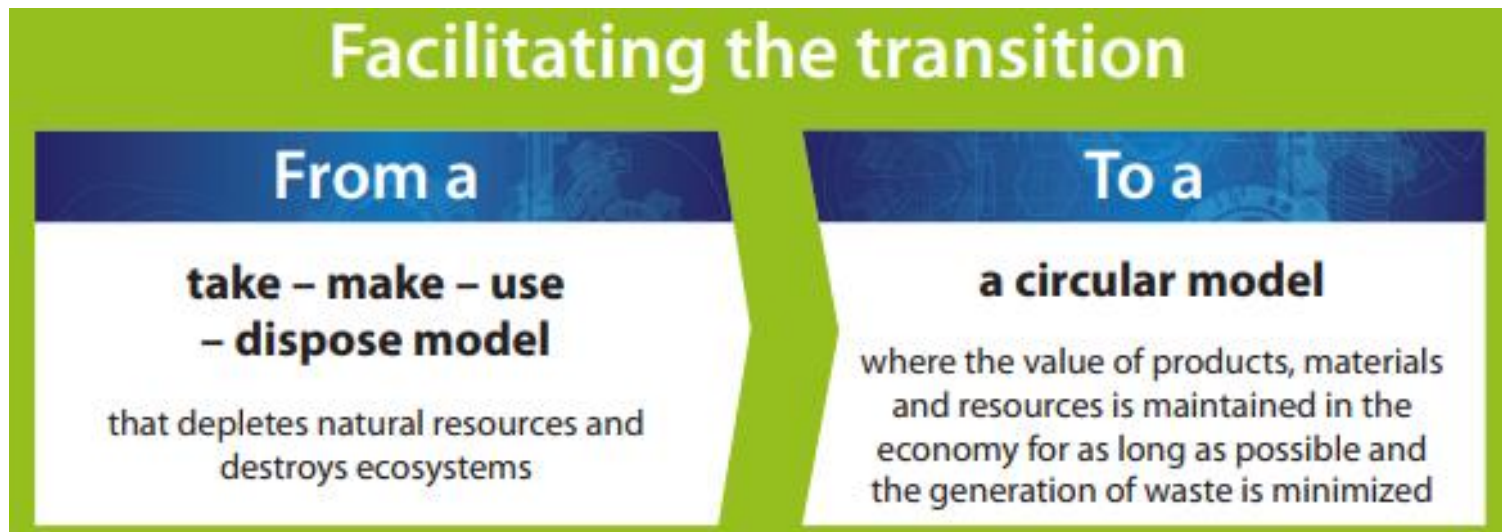 Facilitating the transition
From a
take – make – use
– dispose model
that depletes natural resources and
destroys ecosystems
To a
a circular model
where the value of products, materials
and resources is maintained in the
economy for as long as possible and
the generation of waste is minimized